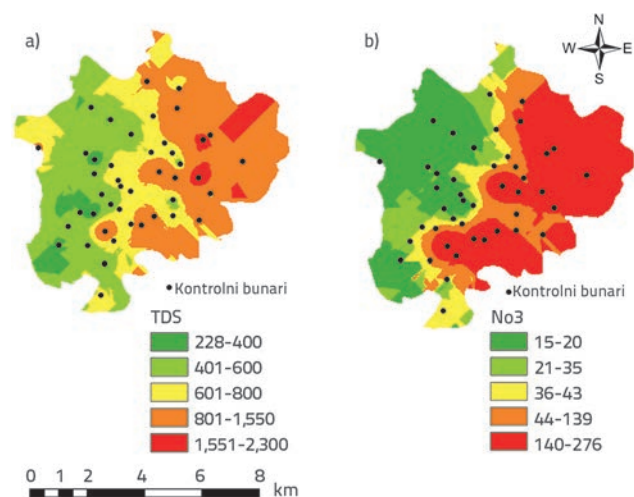 a)
b)
N
W E
S
Kontrolni bunari
TDS
228-400
401-600
601-800
801-1,550
1,551-2,300
Kontrolni bunari
No3
15-20
21-35
36-43
44-139
140-276
0 1 2 4 6 8
km